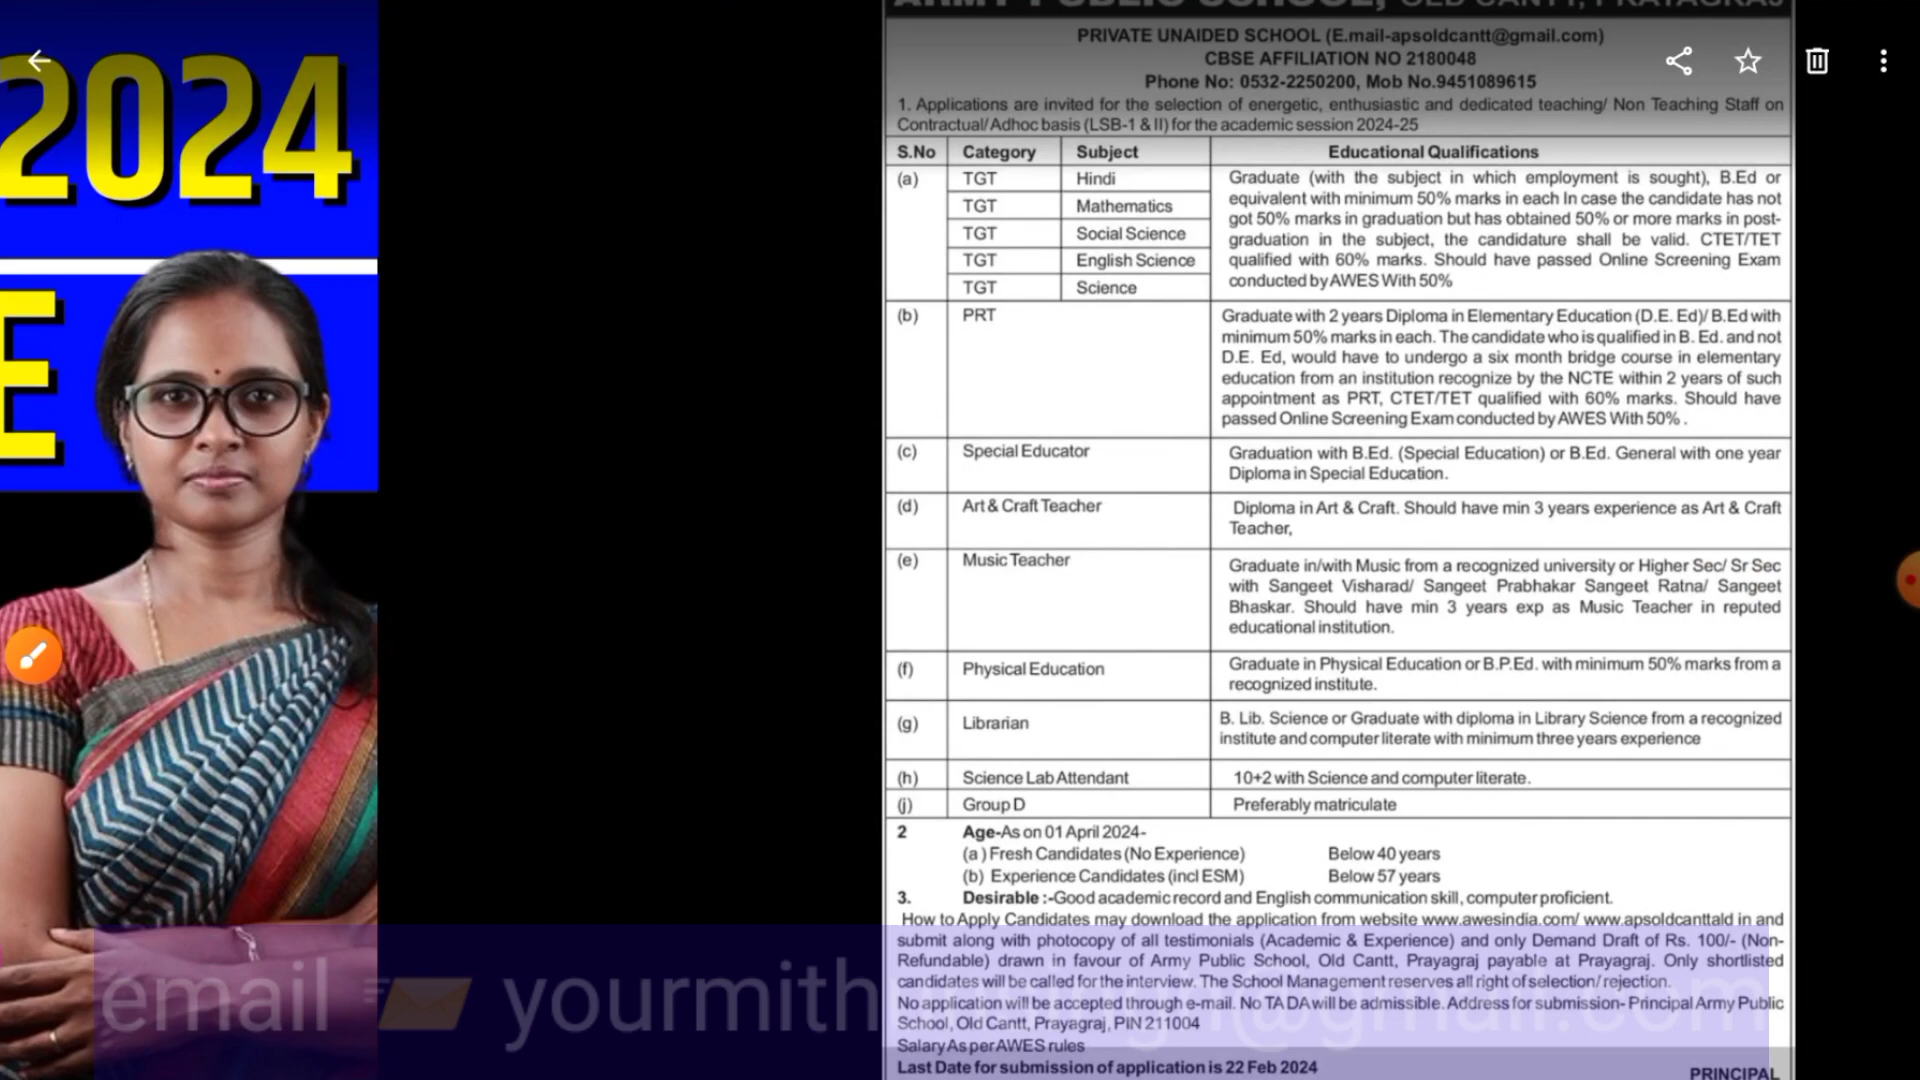 2024
E
ARMY PUBLIC SCHOOL, OLD CANTT, PRAYAGRAJ
PRIVATE UNAIDED SCHOOL (E.mail-apsoldcantt@gmail.com)
CBSE AFFILIATION NO 2180048
Phone No: 0532-2250200, Mob No.9451089615
1. Applications are invited for the selection of energetic, enthusiastic and dedicated teaching/ Non Teaching Staff on
Contractual/Adhoc basis (LSB-1 & II) for the academic session 2024-25
S.No Category Subject Educational Qualifications
(a) TGT Hindi
TGT Mathematics
TGT Social Science
TGT English Science
TGT Science
Graduate (with the subject in which employment is sought), B.Ed or
equivalent with minimum 50% marks in each In case the candidate has not
got 50% marks in graduation but has obtained 50% or more marks in post-
graduation in the subject, the candidature shall be valid. CTET/TET
qualified with 60% marks. Should have passed Online Screening Exam
conducted by AWES With 50%
(b) PRT
Graduate with 2 years Diploma in Elementary Education (D.E. Ed)/ B.Ed with
minimum 50% marks in each. The candidate who is qualified in B. Ed. and not
D.E. Ed, would have to undergo a six month bridge course in elementary
education from an institution recognize by the NCTE within 2 years of such
appointment as PRT, CTET/TET qualified with 60% marks. Should have
passed Online Screening Exam conducted by AWES With 50% .
(c) Special Educator
Graduation with B.Ed. (Special Education) or B.Ed. General with one year
Diploma in Special Education.
(d) Art & Craft Teacher
Diploma in Art & Craft. Should have min 3 years experience as Art & Craft
Teacher,
(e) Music Teacher
Graduate in/with Music from a recognized university or Higher Sec/ Sr Sec
with Sangeet Visharad/ Sangeet Prabhakar Sangeet Ratna/ Sangeet
Bhaskar. Should have min 3 years exp as Music Teacher in reputed
educational institution.
(f) Physical Education
Graduate in Physical Education or B.P.Ed. with minimum 50% marks from a
recognized institute.
(g) Librarian
B. Lib. Science or Graduate with diploma in Library Science from a recognized
institute and computer literate with minimum three years experience
(h) Science Lab Attendant 10+2 with Science and computer literate.
(j) Group D Preferably matriculate
2 Age-As on 01 April 2024-
(a ) Fresh Candidates (No Experience) Below 40 years
(b) Experience Candidates (incl ESM) Below 57 years
3. Desirable :-Good academic record and English communication skill, computer proficient.
How to Apply Candidates may download the application from website www.awesindia.com/ www.apsoldcanttald in and
submit along with photocopy of all testimonials (Academic & Experience) and only Demand Draft of Rs. 100/- (Non-
Refundable) drawn in favour of Army Public School, Old Cantt, Prayagraj payable at Prayagraj. Only shortlisted
candidates will be called for the interview. The School Management reserves all right of selection/ rejection.
No application will be accepted through e-mail. No TA DA will be admissible. Address for submission- Principal Army Public
School, Old Cantt, Prayagraj, PIN 211004
Salary As per AWES rules
Last Date for submission of application is 22 Feb 2024
PRINCIPAL
email yourmith @gmail.com